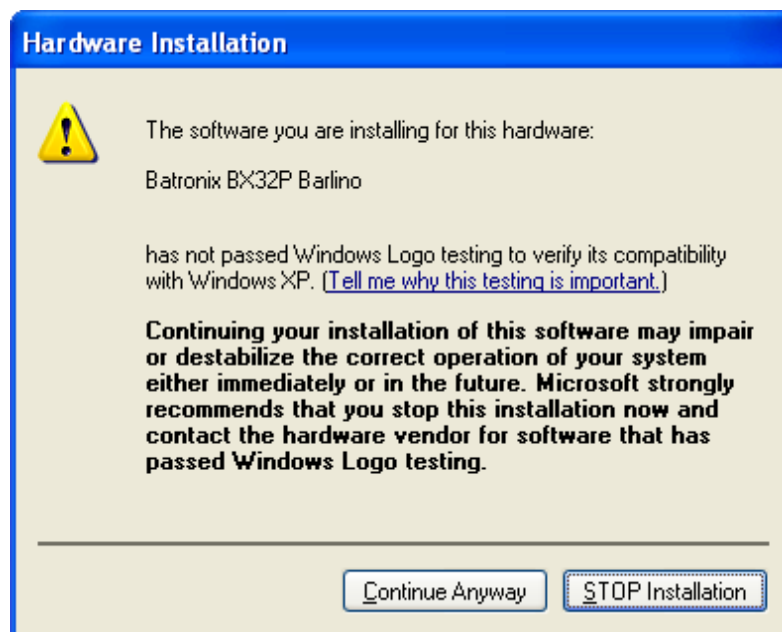 Hardware Installation
The software you are installing for this hardware:
Batronix BX32P Barlino
has not passed Windows Logo testing to verify its compatibility
with Windows XP. (Tell me why this testing is important.)
Continuing your installation of this software may impair
or destabilize the correct operation of your system
either immediately or in the future. Microsoft strongly
recommends that you stop this installation now and
contact the hardware vendor for software that has
passed Windows Logo testing.
Continue Anyway STOP Installation